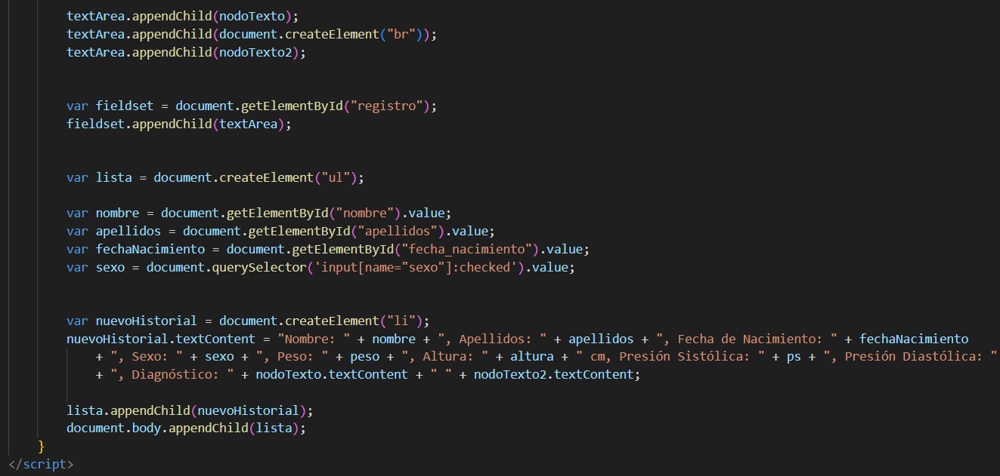 textArea.appendChild(nodoTexto);
textArea.appendChild(document.createElement("br"));
textArea.appendChild(nodoTexto2);
var fieldset = document.getElementById("registro");
fieldset.appendChild(textArea);
var lista = document.createElement("ul");
var nombre = document.getElementById("nombre").value;
var apellidos = document.getElementById("apellidos").value;
var fechaNacimiento = document.getElementById("fecha_nacimiento").value;
var sexo = document.querySelector('input[name="sexo"]:checked').value;
var nuevoHistorial = document.createElement("li");
nuevoHistorial.textContent = "Nombre: " + nombre + ", Apellidos: " + apellidos + ", Fecha de Nacimiento: " + fechaNacimiento
+ ", Sexo: " + sexo + ", Peso: " + peso + ", Altura: " + altura + " cm, Presión Sistólica: " + ps + ", Presión Diastólica: "
+ ", Diagnóstico: " + nodoTexto.textContent + " " + nodoTexto2.textContent;
lista.appendChild(nuevoHistorial);
document.body.appendChild(lista);
}
</script>